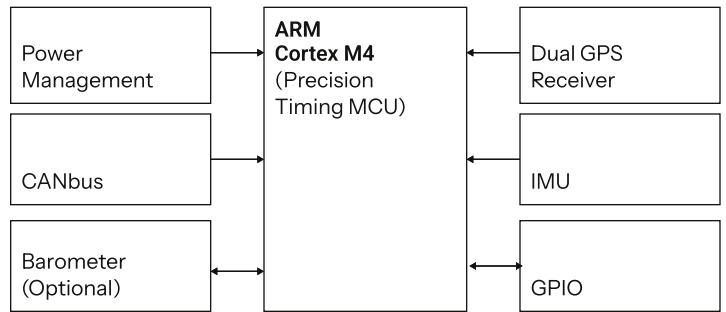 Power
Management
CANbus
Barometer
(Optional)
ARM
Cortex M4
(Precision
Timing MCU)
Dual GPS
Receiver
IMU
GPIO